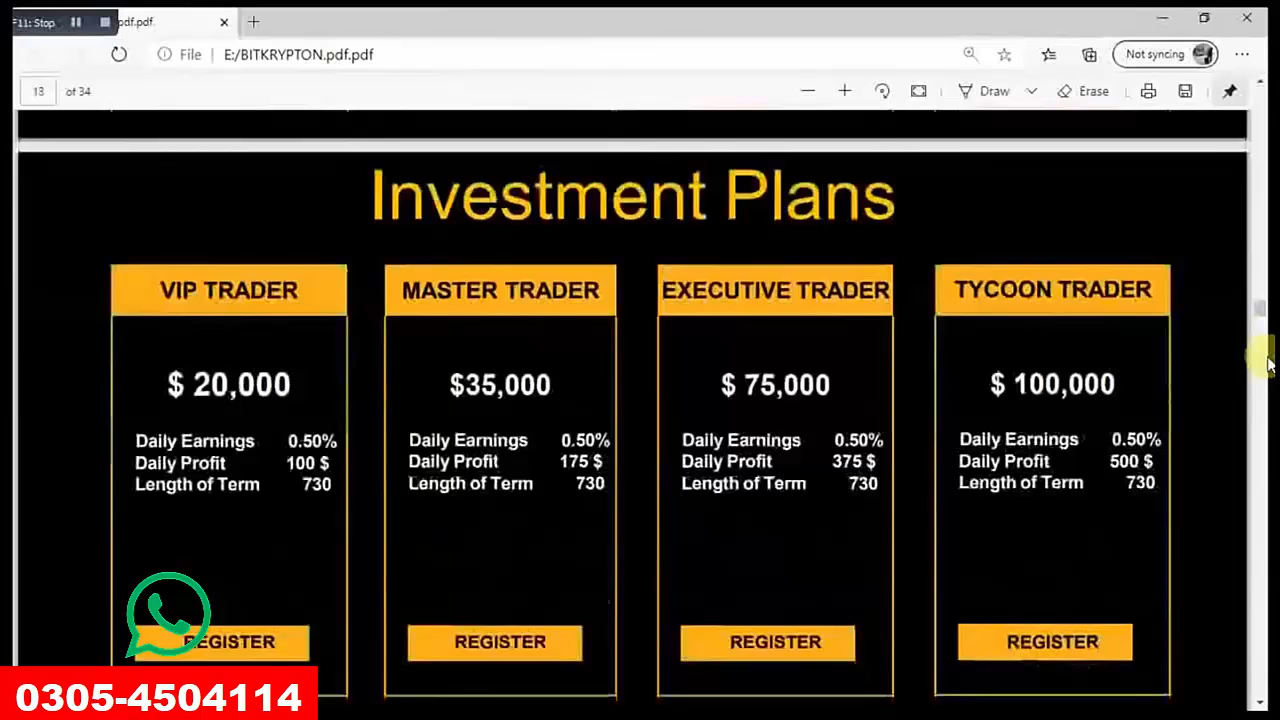 F11: Stop
pdf.pdf
File E:/BITKRYPTON.pdf.pdf
Not syncing
13 of 34
Draw
Erase
Investment Plans
VIP TRADER
$ 20,000
Daily Earnings 0.50%
Daily Profit 100 $
Length of Term 730
REGISTER
MASTER TRADER
$35,000
Daily Earnings 0.50%
Daily Profit 175 $
Length of Term 730
REGISTER
EXECUTIVE TRADER
$ 75,000
Daily Earnings 0.50%
Daily Profit 375 $
Length of Term 730
REGISTER
TYCOON TRADER
$ 100,000
Daily Earnings 0.50%
Daily Profit 500 $
Length of Term 730
REGISTER
0305-4504114